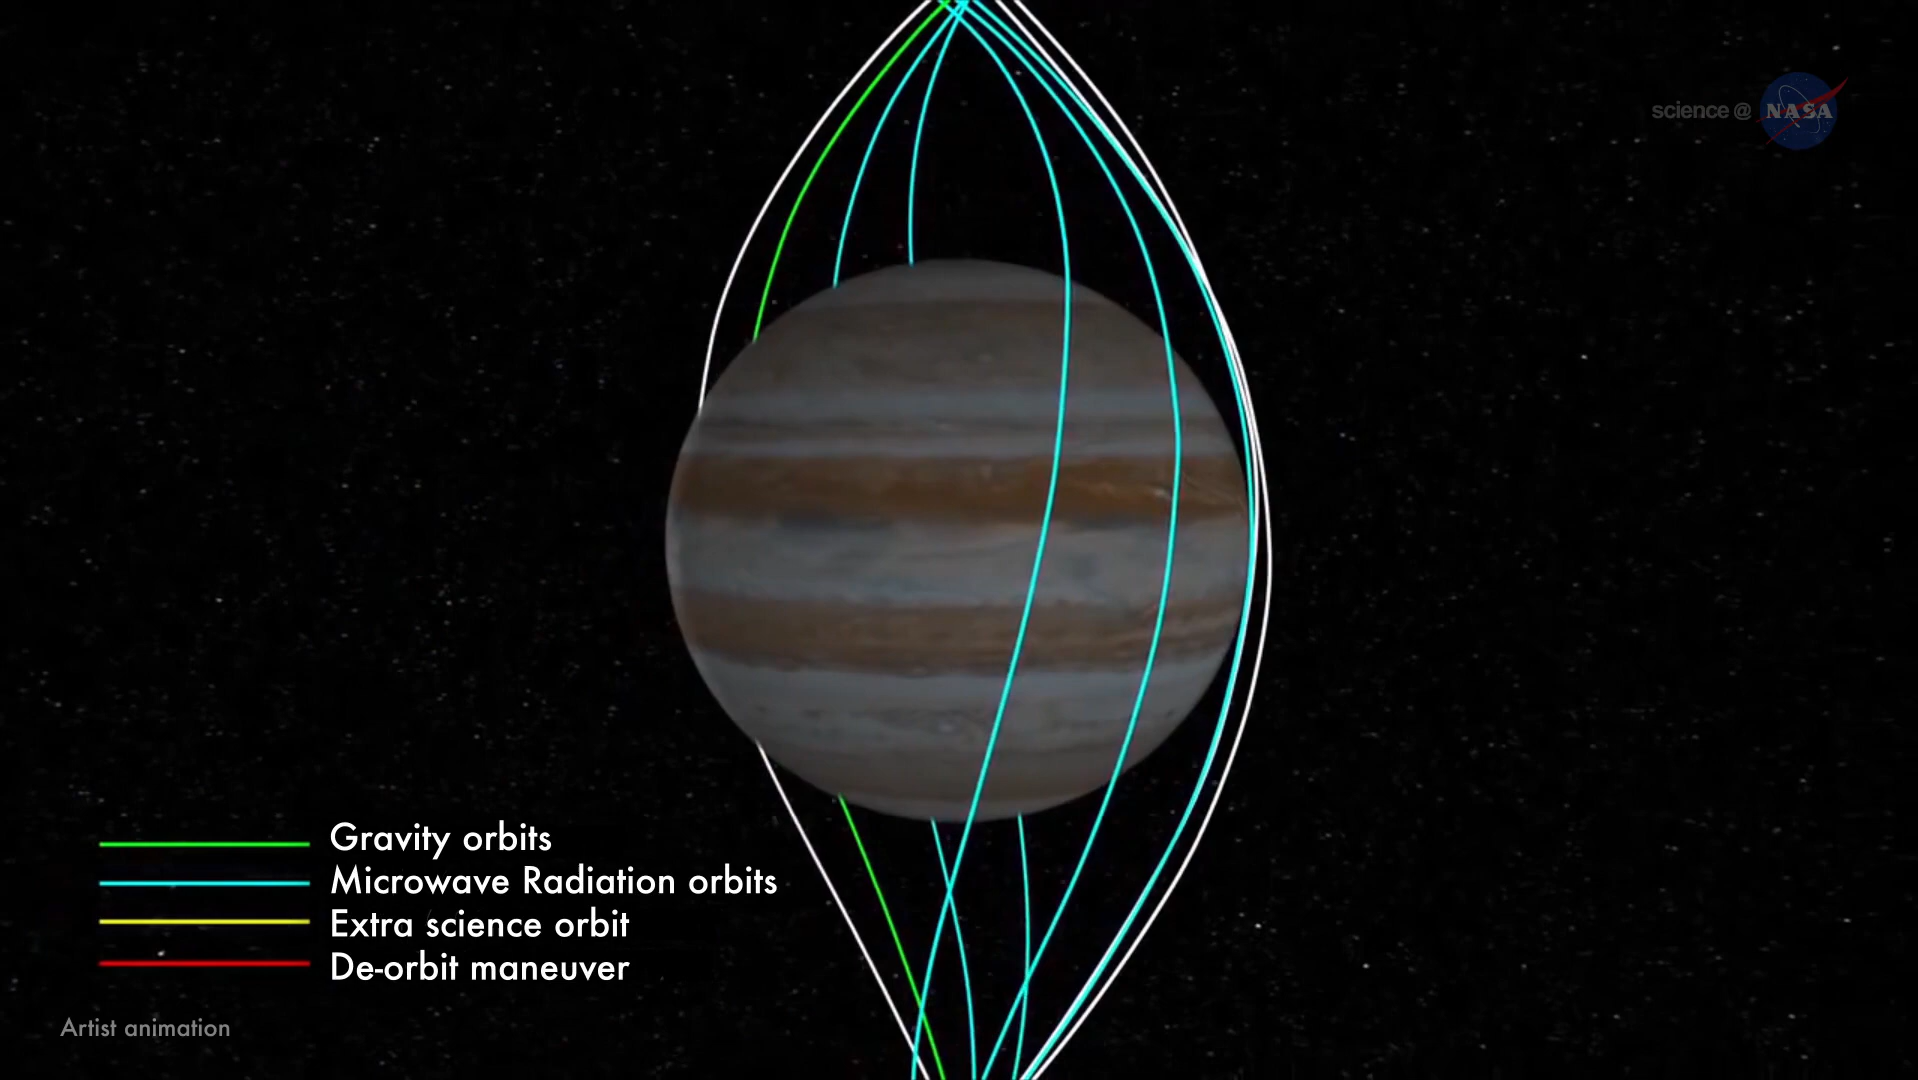 science@ NASA
Gravity orbits
Microwave Radiation orbits
Extra science orbit
De-orbit maneuver
Artist animation